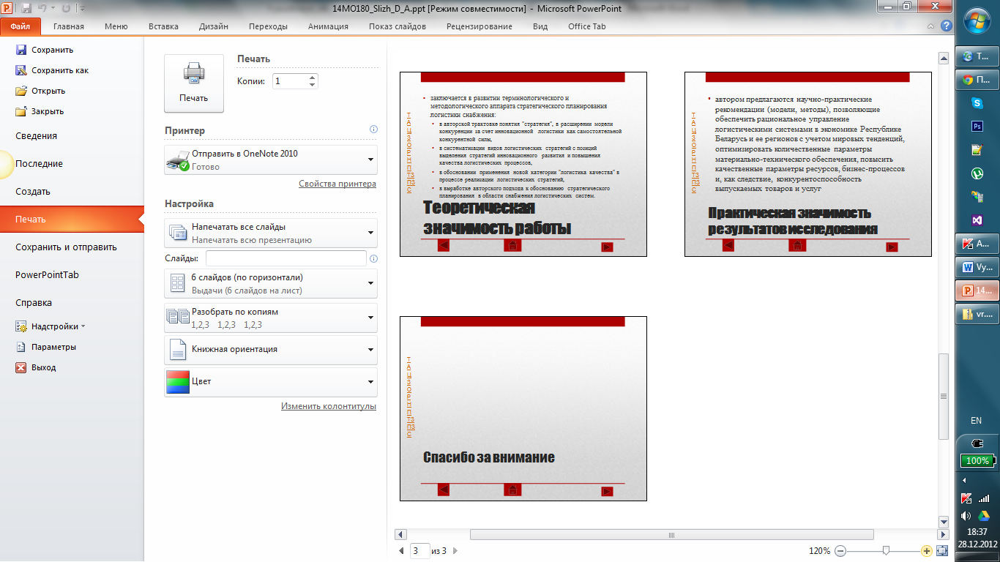 14MO180_Slizh_D_A.ppt [Режим совместимости] - Microsoft PowerPoint
Файл
Главная
Меню
Вставка
Дизайн
Переходы
Анимация
Показ слайдов
Рецензирование
Вид
Office Tab
Сохранить
Сохранить как
Открыть
Закрыть
Сведения
Последние
Создать
Печать
Сохранить и отправить
PowerPointTab
Справка
Надстройки
Параметры
Выход
Печать
Печать
Копии: 1
Принтер
Отправить в OneNote 2010
Готово
Свойства принтера
Настройка
Напечатать все слайды
Напечатать всю презентацию
Слайды:
6 слайдов (по горизонтали)
Выдачи (6 слайдов на лист)
Разобрать по копиям
1,2,3 1,2,3 1,2,3
Книжная ориентация
Цвет
Изменить колонтитулы
Т
А
Ц
З
О
Р
Н
П
ТЗ
ПЗ
С
• заключается в развитии терминологического и
методологического аппарата стратегического планирования
логистики снабжения:
• в авторской трактовке понятия "стратегия", в расширении модели
конкуренции за счет инновационной логистики как самостоятельной
конкурентной силы,
• в систематизации видов логистических стратегий с позиций
выделения стратегий инновационного развития и повышения
качества логистических процессов,
• в обосновании применения новой категории "логистика качества" в
процессе реализации логистических стратегий,
• в выработке авторского подхода к обоснованию стратегического
планирования в области снабжения логистических систем.
Теоретическая
значимость работы
Т
А
Ц
З
О
Р
Н
П
ТЗ
ПЗ
С
• автором предлагаются научно-практические
рекомендации (модели, методы), позволяющие
обеспечить рациональное управление
логистическими системами в экономике Республике
Беларусь и ее регионов с учетом мировых тенденций,
оптимизировать количественные параметры
материально-технического обеспечения, повысить
качественные параметры ресурсов, бизнес-процессов
и, как следствие, конкурентоспособность
выпускаемых товаров и услуг
Практическая значимость
результатов исследования
Т
А
Ц
З
О
Р
Н
П
ТЗ
ПЗ
С
Спасибо за внимание
3 из 3
120%
T...
П...
A...
Vy...
14...
vr....
EN
100%
18:37
28.12.2012